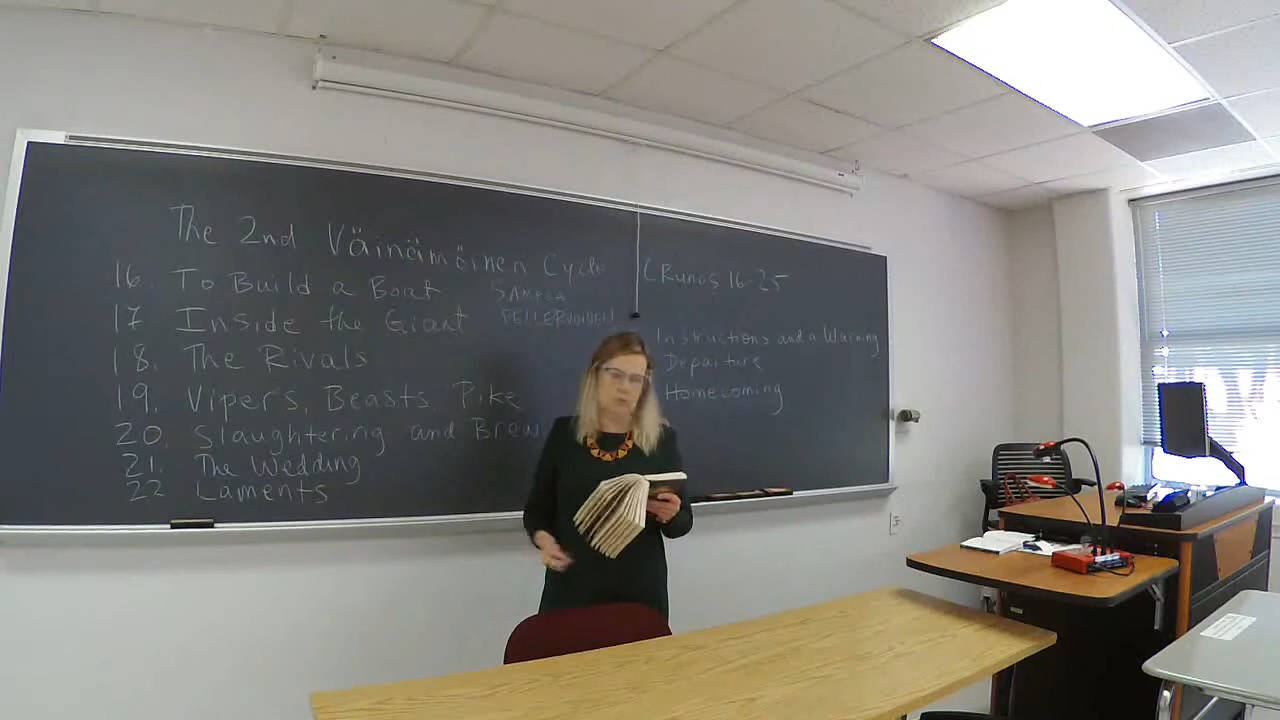 The 2nd Väinämöinen Cycle (Runos 16-25
16. To Build a Boat SAMPSA
17 Inside the Giant PELLERVOINEN
18. The Rivals
19. Vipers, Beasts Pike
20. Slaughtering and Br
21. The Wedding
22 Laments
Instructions and a Warning
Departure
Homecoming